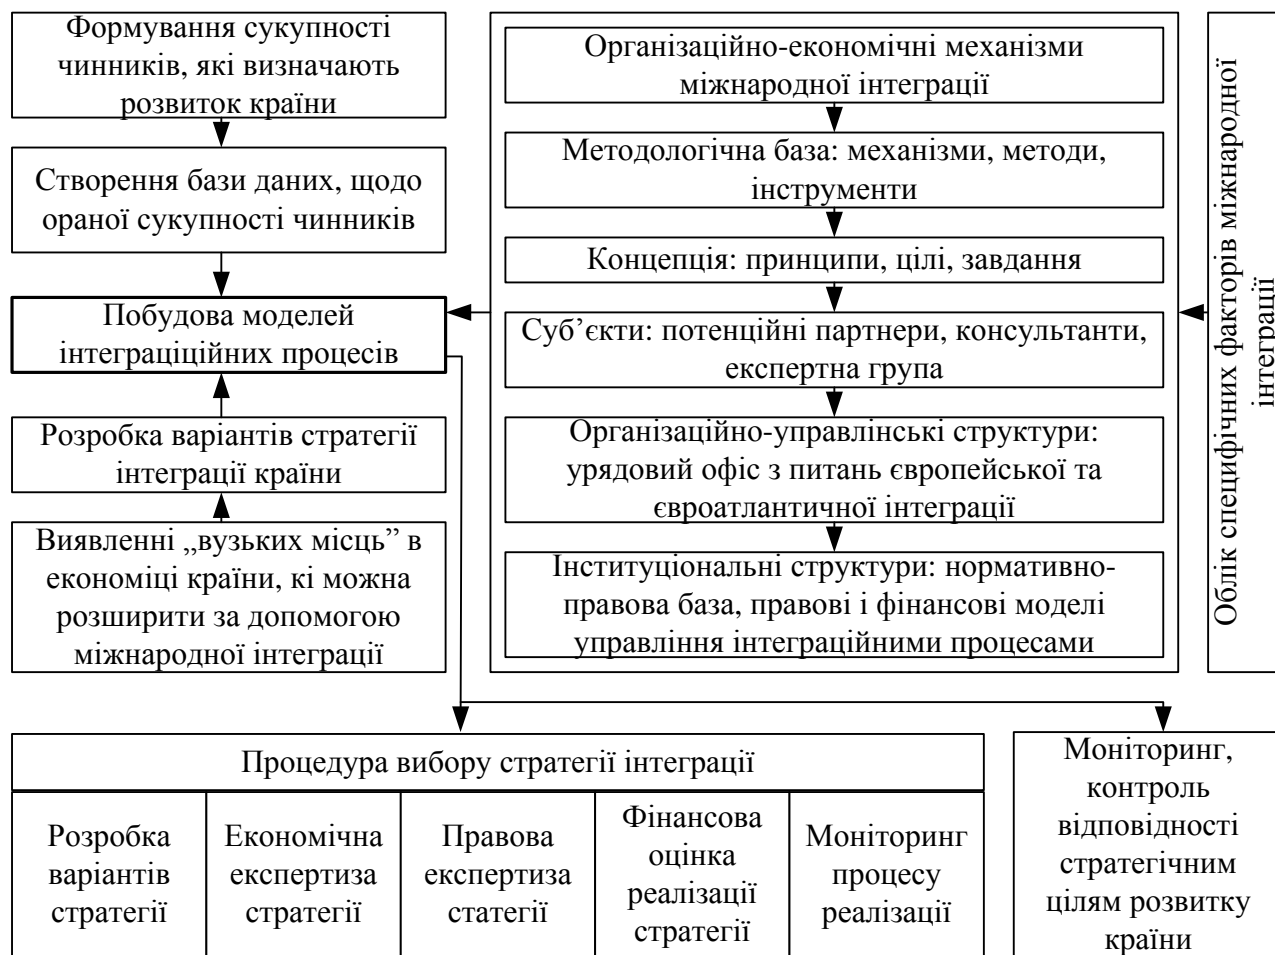 Формування сукупності
чинників, які визначають
розвиток країни
Створення бази даних, щодо
ораної сукупності чинників
Побудова моделей
інтеграціційних процесів
Розробка варіантів стратегії
інтеграції країни
Виявленні „вузьких місць” в
економіці країни, кі можна
розширити за допомогою
міжнародної інтеграції
Організаційно-економічні механізми
міжнародної інтеграції
Методологічна база: механізми, методи,
інструменти
Концепція: принципи, цілі, завдання
Суб’єкти: потенційні партнери, консультанти,
експертна група
Організаційно-управлінські структури:
урядовий офіс з питань європейської та
євроатлантичної інтеграції
Інституціональні структури: нормативно-
правова база, правові і фінансові моделі
управління інтеграційними процесами
Облік специфічних факторів міжнародної
інтеграції
Процедура вибору стратегії інтеграції
Розробка
варіантів
стратегії
Економічна
експертиза
стратегії
Правова
експертиза
статегії
Фінансова
оцінка
реалізації
стратегії
Моніторинг
процесу
реалізації
Моніторинг,
контроль
відповідності
стратегічним
цілям розвитку
країни